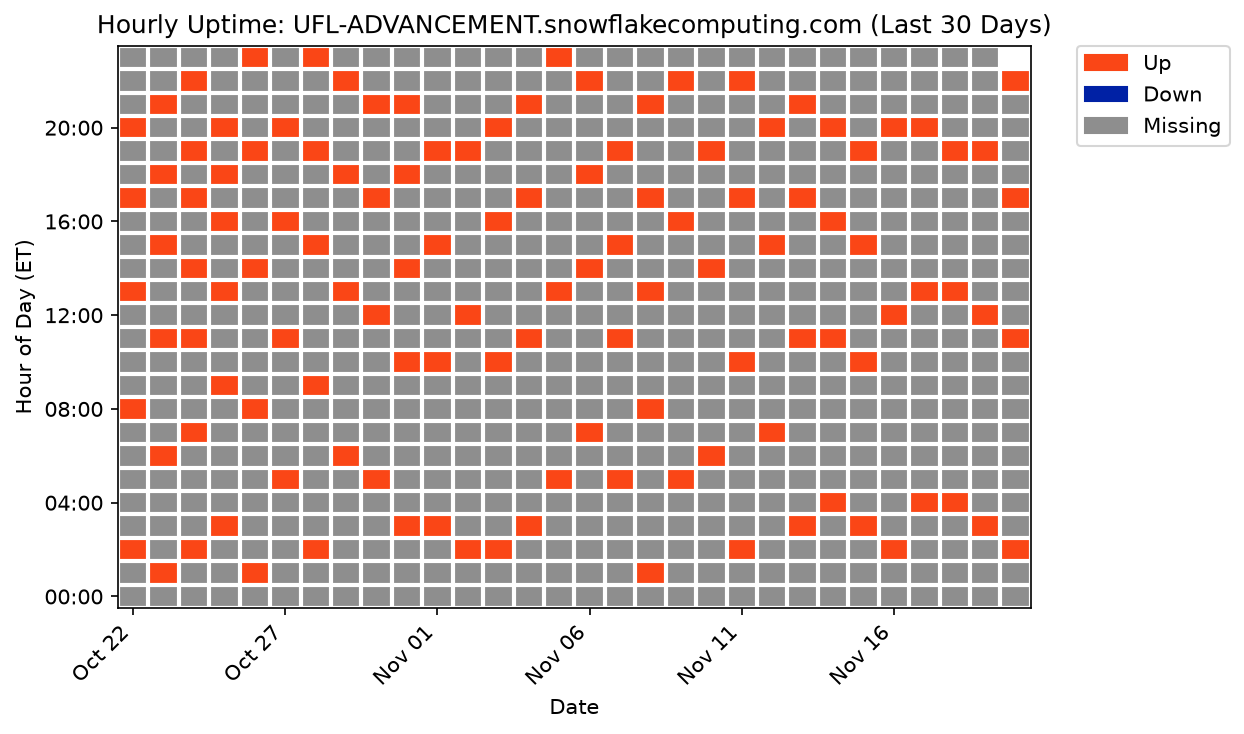 Hourly Uptime: UFL-ADVANCEMENT.snowflakecomputing.com (Last 30 Days)
Up
Down
Missing
20:00
16:00
12:00
08:00
04:00
00:00
Hour of Day (ET)
Oct 22
Oct 27
Nov 01
Nov 06
Nov 11
Nov 16
Date